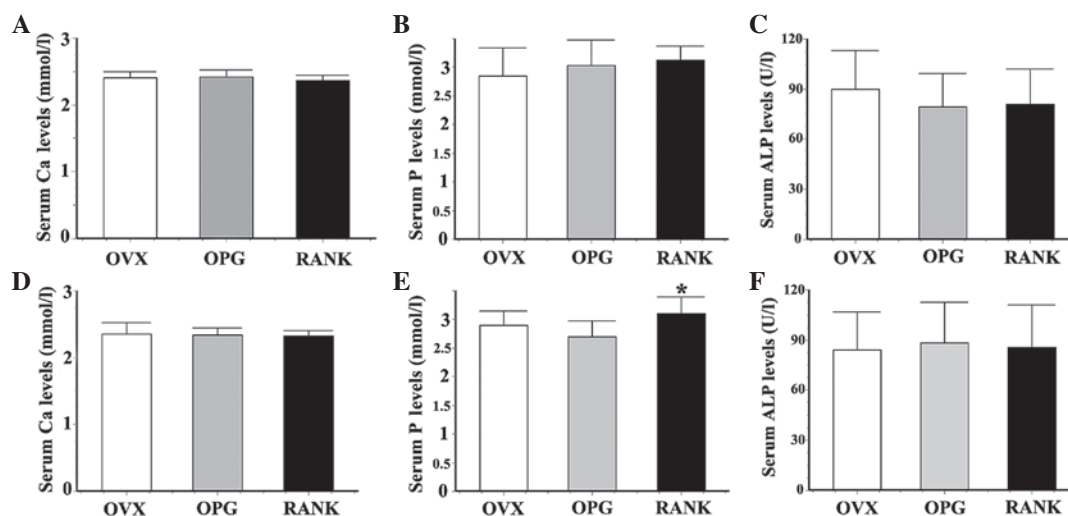 A
Serum Ca levels (mmol/l)
3
2
1
0
OVX OPG RANK
B
Serum P levels (mmol/l)
3
2.5
2
1.5
1
0.5
0
OVX OPG RANK
C
Serum ALP levels (U/l)
120
90
60
30
0
OVX OPG RANK
D
Serum Ca levels (mmol/l)
3
2
1
0
OVX OPG RANK
E
Serum P levels (mmol/l)
3
2.5
2
1.5
1
0.5
0
*
OVX OPG RANK
F
Serum ALP levels (U/l)
120
90
60
30
0
OVX OPG RANK